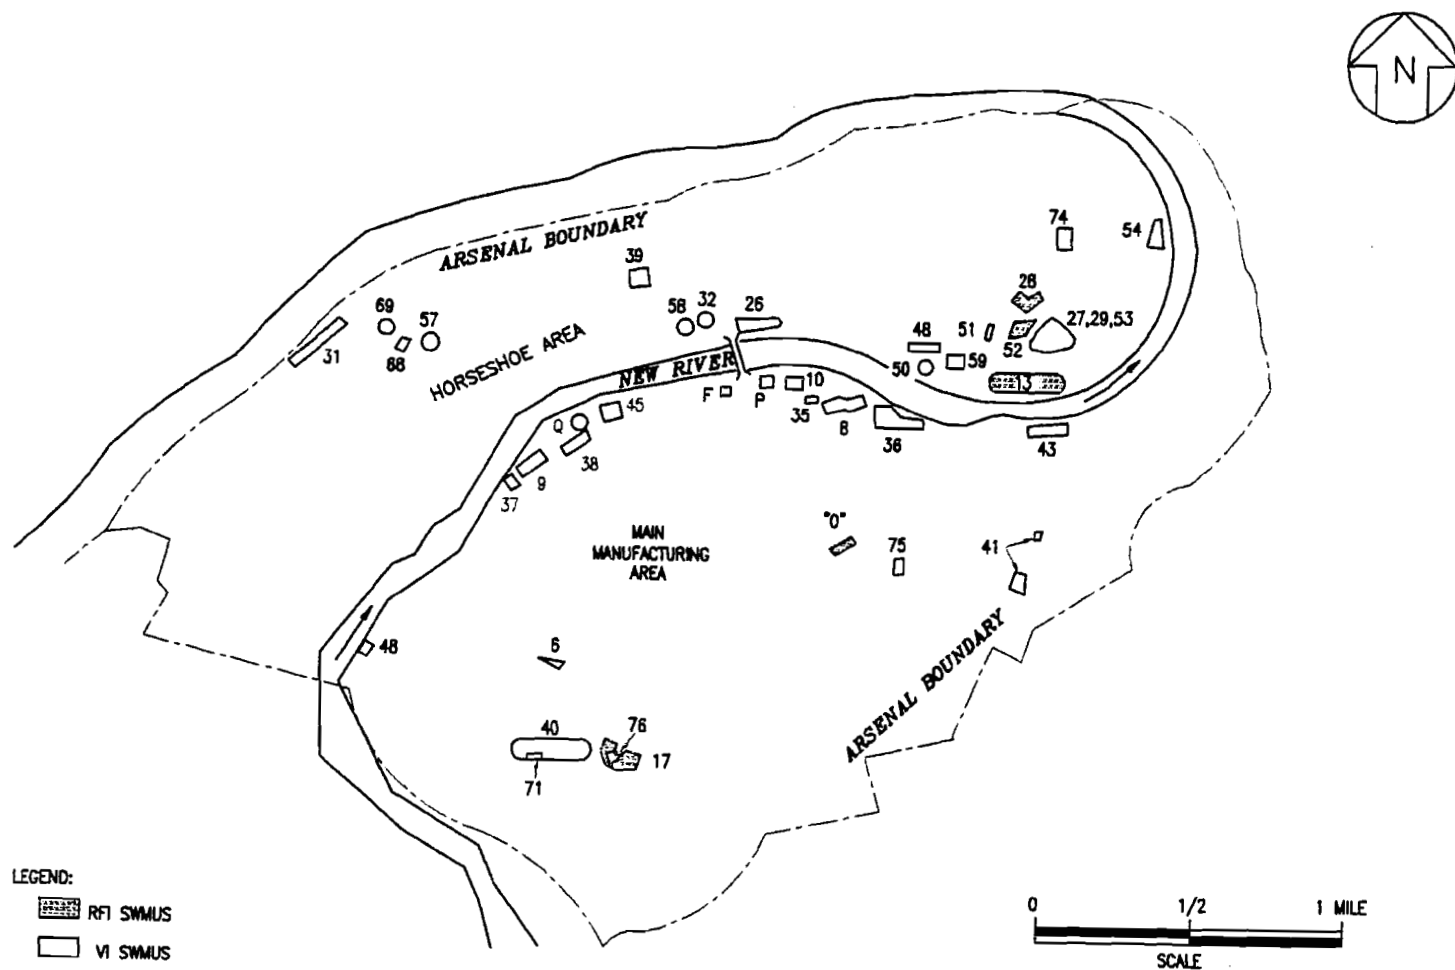 N
74
54
ARSENAL BOUNDARY
39
28
69
57
58
32
26
27,29,53
51
48
52
31
68
HORSESHOE AREA
50
59
NEW RIVER
13
F
P
10
35
8
36
43
Q
45
38
9
37
"O"
MAIN
MANUFACTURING
AREA
75
41
48
6
ARSENAL BOUNDARY
40
76
17
71
LEGEND:
RFI SWMUS
VI SWMUS
0
1/2
1 MILE
SCALE